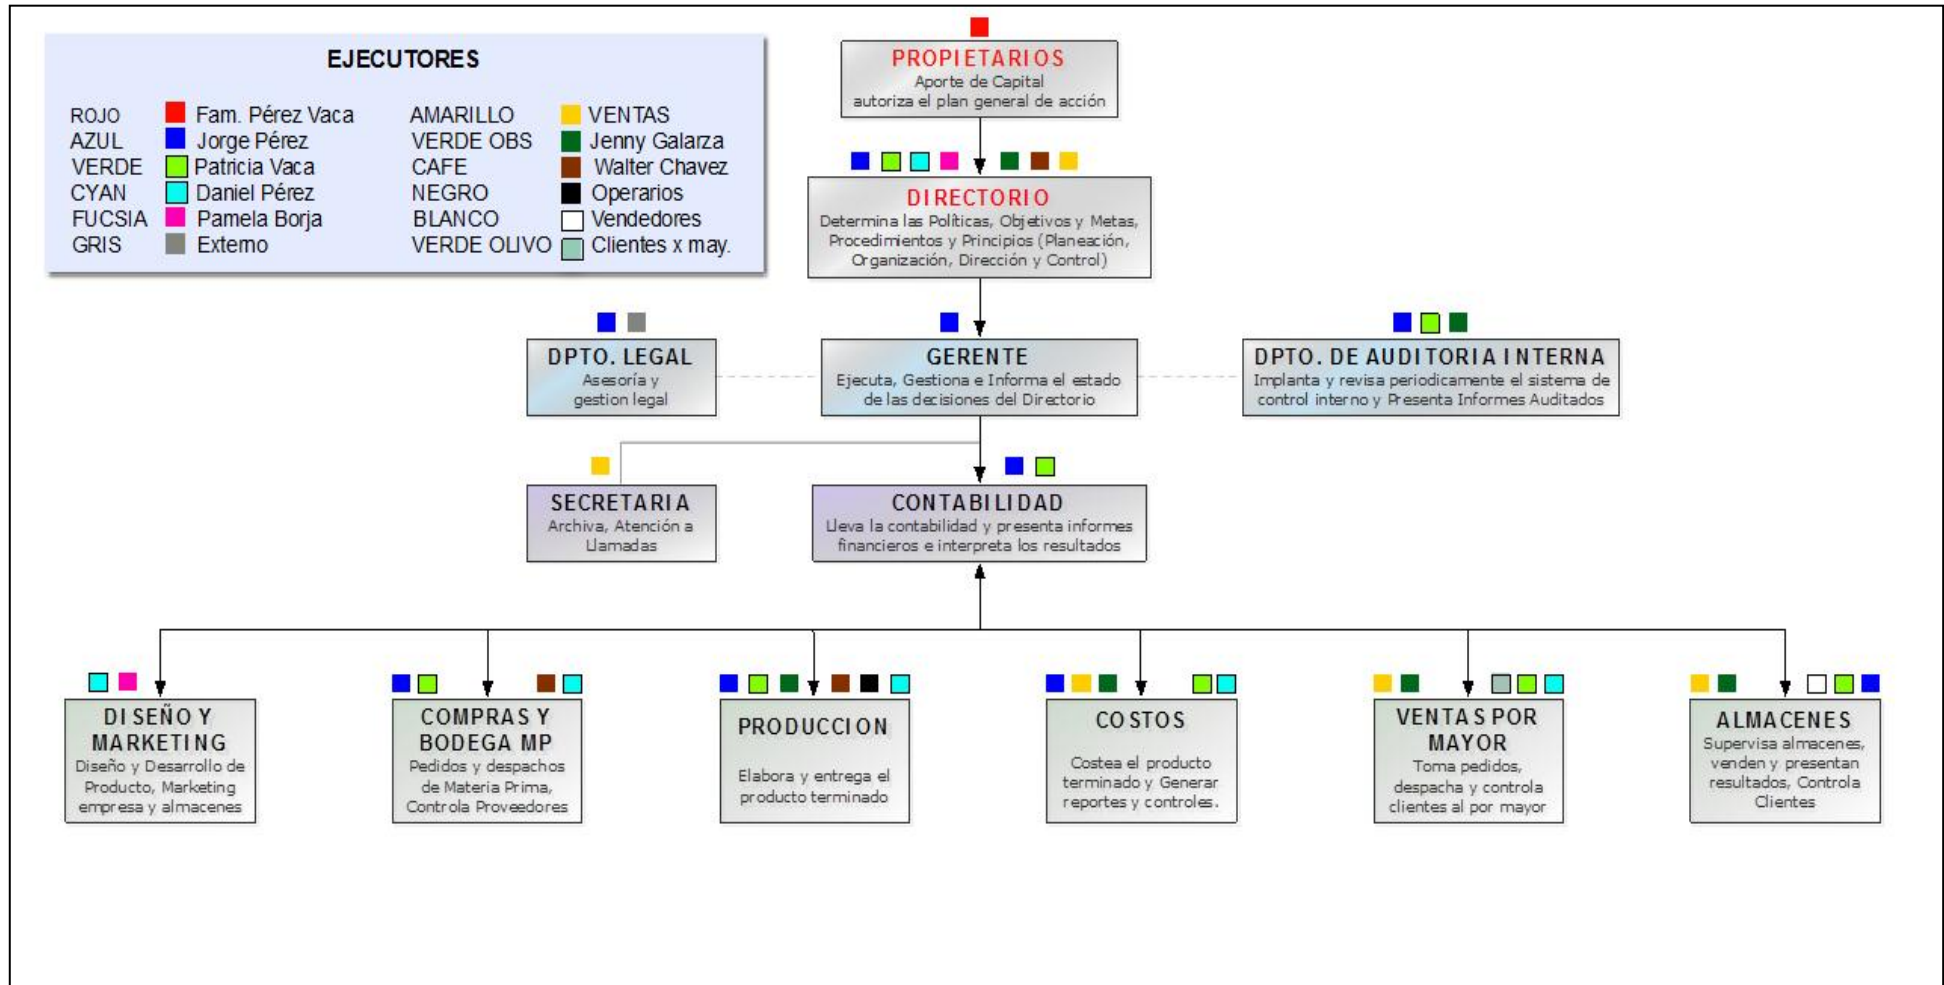 EJECUTORES
ROJO Fam. Pérez Vaca AMARILLO VENTAS
AZUL Jorge Pérez VERDE OBS Jenny Galarza
VERDE Patricia Vaca CAFE Walter Chavez
CYAN Daniel Pérez NEGRO Operarios
FUCSIA Pamela Borja BLANCO Vendedores
GRIS Externo VERDE OLIVO Clientes x may.
PROPIETARIOS
Aporte de Capital
autoriza el plan general de acción
DIRECTORIO
Determina las Políticas, Objetivos y Metas,
Procedimientos y Principios (Planeación,
Organización, Dirección y Control)
DPTO. LEGAL
Asesoría y
gestion legal
GERENTE
Ejecuta, Gestiona e Informa el estado
de las decisiones del Directorio
DPTO. DE AUDITORIA INTERNA
Implanta y revisa periodicamente el sistema de
control interno y Presenta Informes Auditados
SECRETARIA
Archiva, Atención a
Llamadas
CONTABILIDAD
Lleva la contabilidad y presenta informes
financieros e interpreta los resultados
DISEÑO Y
MARKETING
Diseño y Desarrollo de
Producto, Marketing
empresa y almacenes
COMPRAS Y
BODEGA MP
Pedidos y despachos
de Materia Prima,
Controla Proveedores
PRODUCCION
Elabora y entrega el
producto terminado
COSTOS
Costea el producto
terminado y Generar
reportes y controles.
VENTAS POR
MAYOR
Toma pedidos,
despacha y controla
clientes al por mayor
ALMACENES
Supervisa almacenes,
venden y presentan
resultados, Controla
Clientes